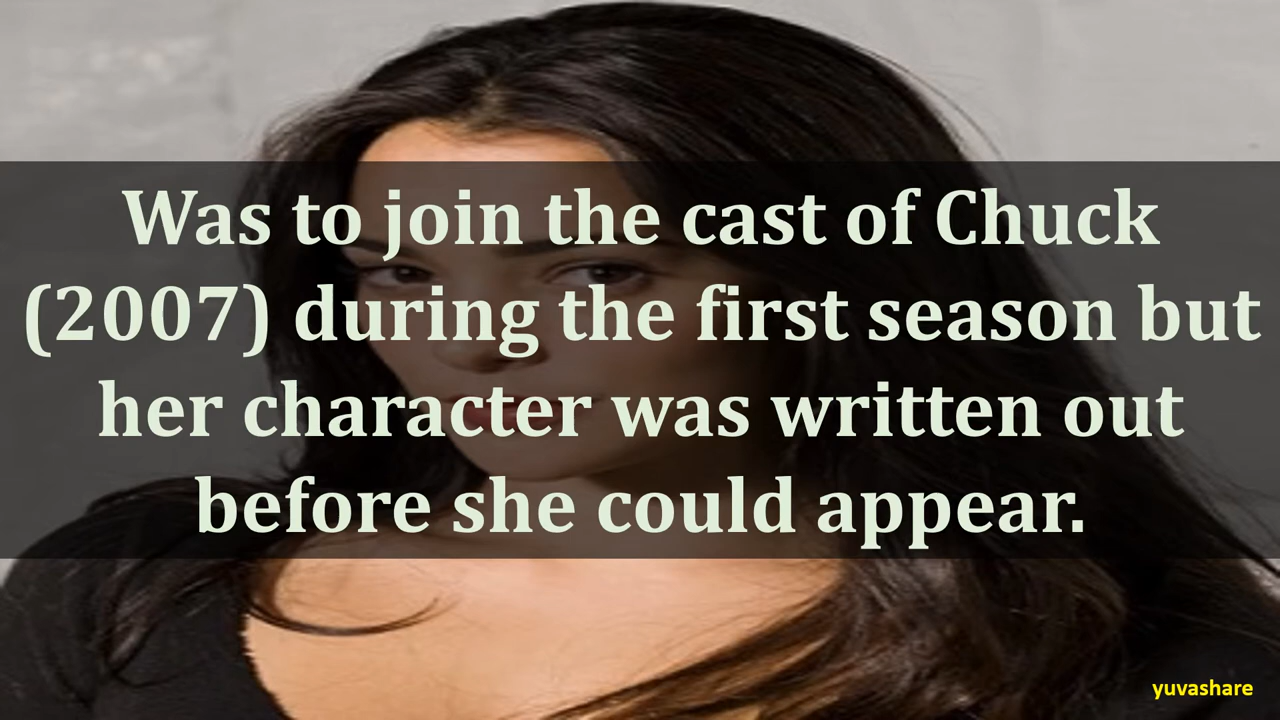 Was to join the cast of Chuck
(2007) during the first season but
her character was written out
before she could appear.
yuvashare